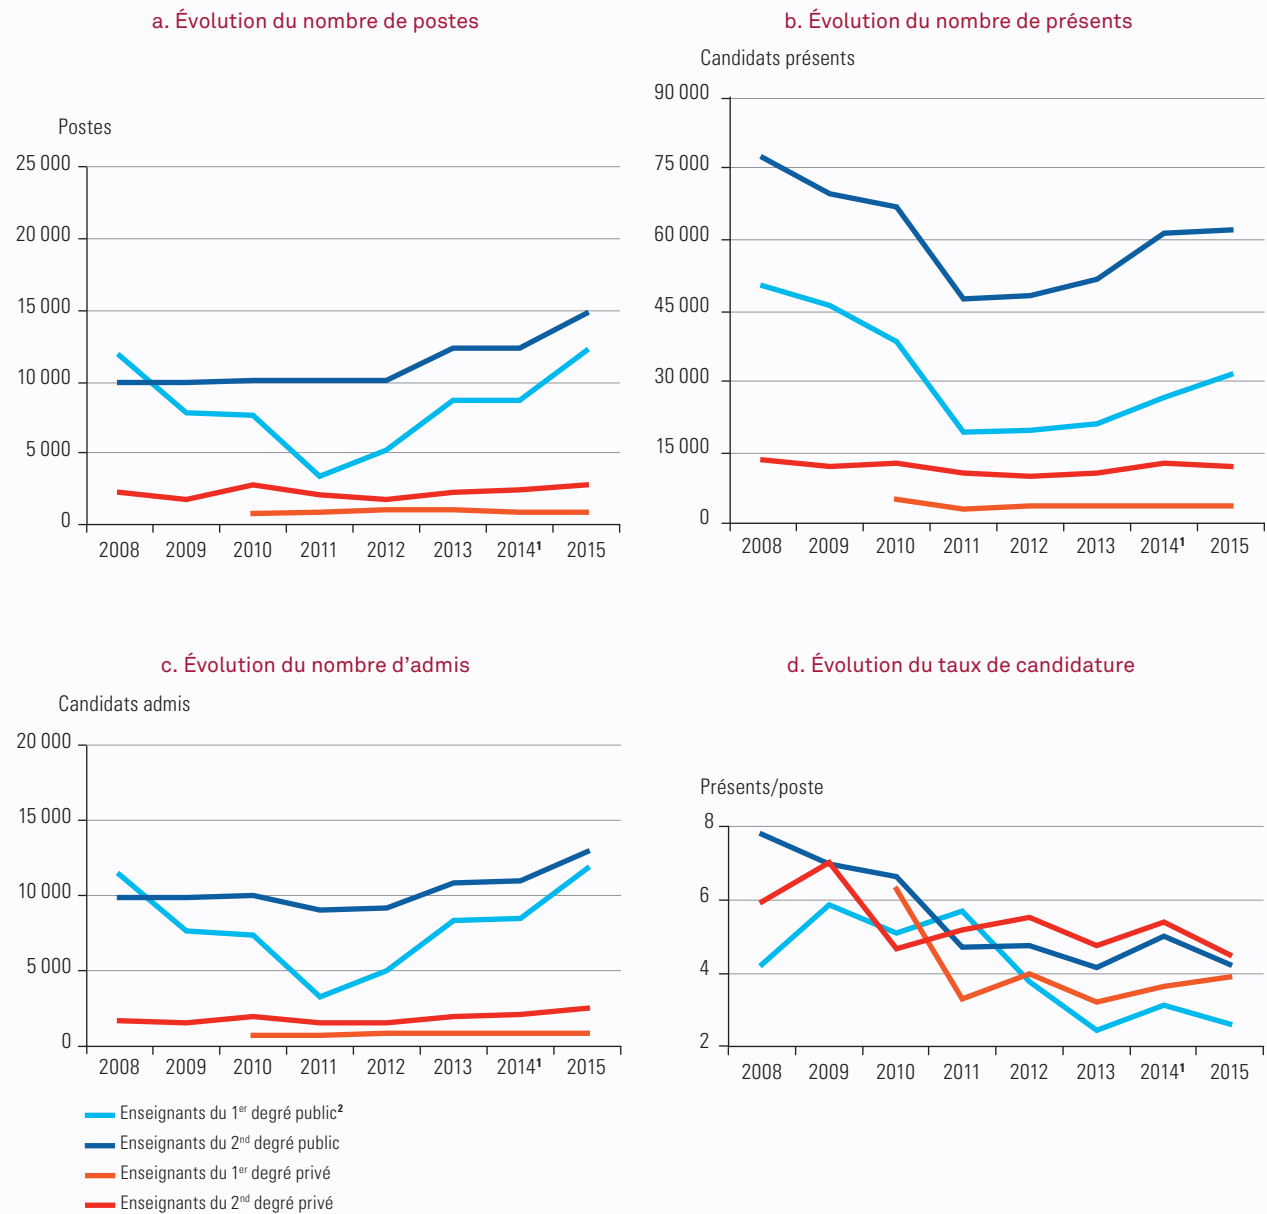 a. Évolution du nombre de postes
Postes
25 000
20 000
15 000
10 000
5 000
0
2008 2009 2010 2011 2012 2013 2014¹ 2015
b. Évolution du nombre de présents
Candidats présents
90 000
75 000
60 000
45 000
30 000
15 000
0
2008 2009 2010 2011 2012 2013 2014¹ 2015
c. Évolution du nombre d’admis
Candidats admis
20 000
15 000
10 000
5 000
0
2008 2009 2010 2011 2012 2013 2014¹ 2015
d. Évolution du taux de candidature
Présents/poste
8
6
4
2
2008 2009 2010 2011 2012 2013 2014¹ 2015
Enseignants du 1er degré public²
Enseignants du 2nd degré public
Enseignants du 1er degré privé
Enseignants du 2nd degré privé